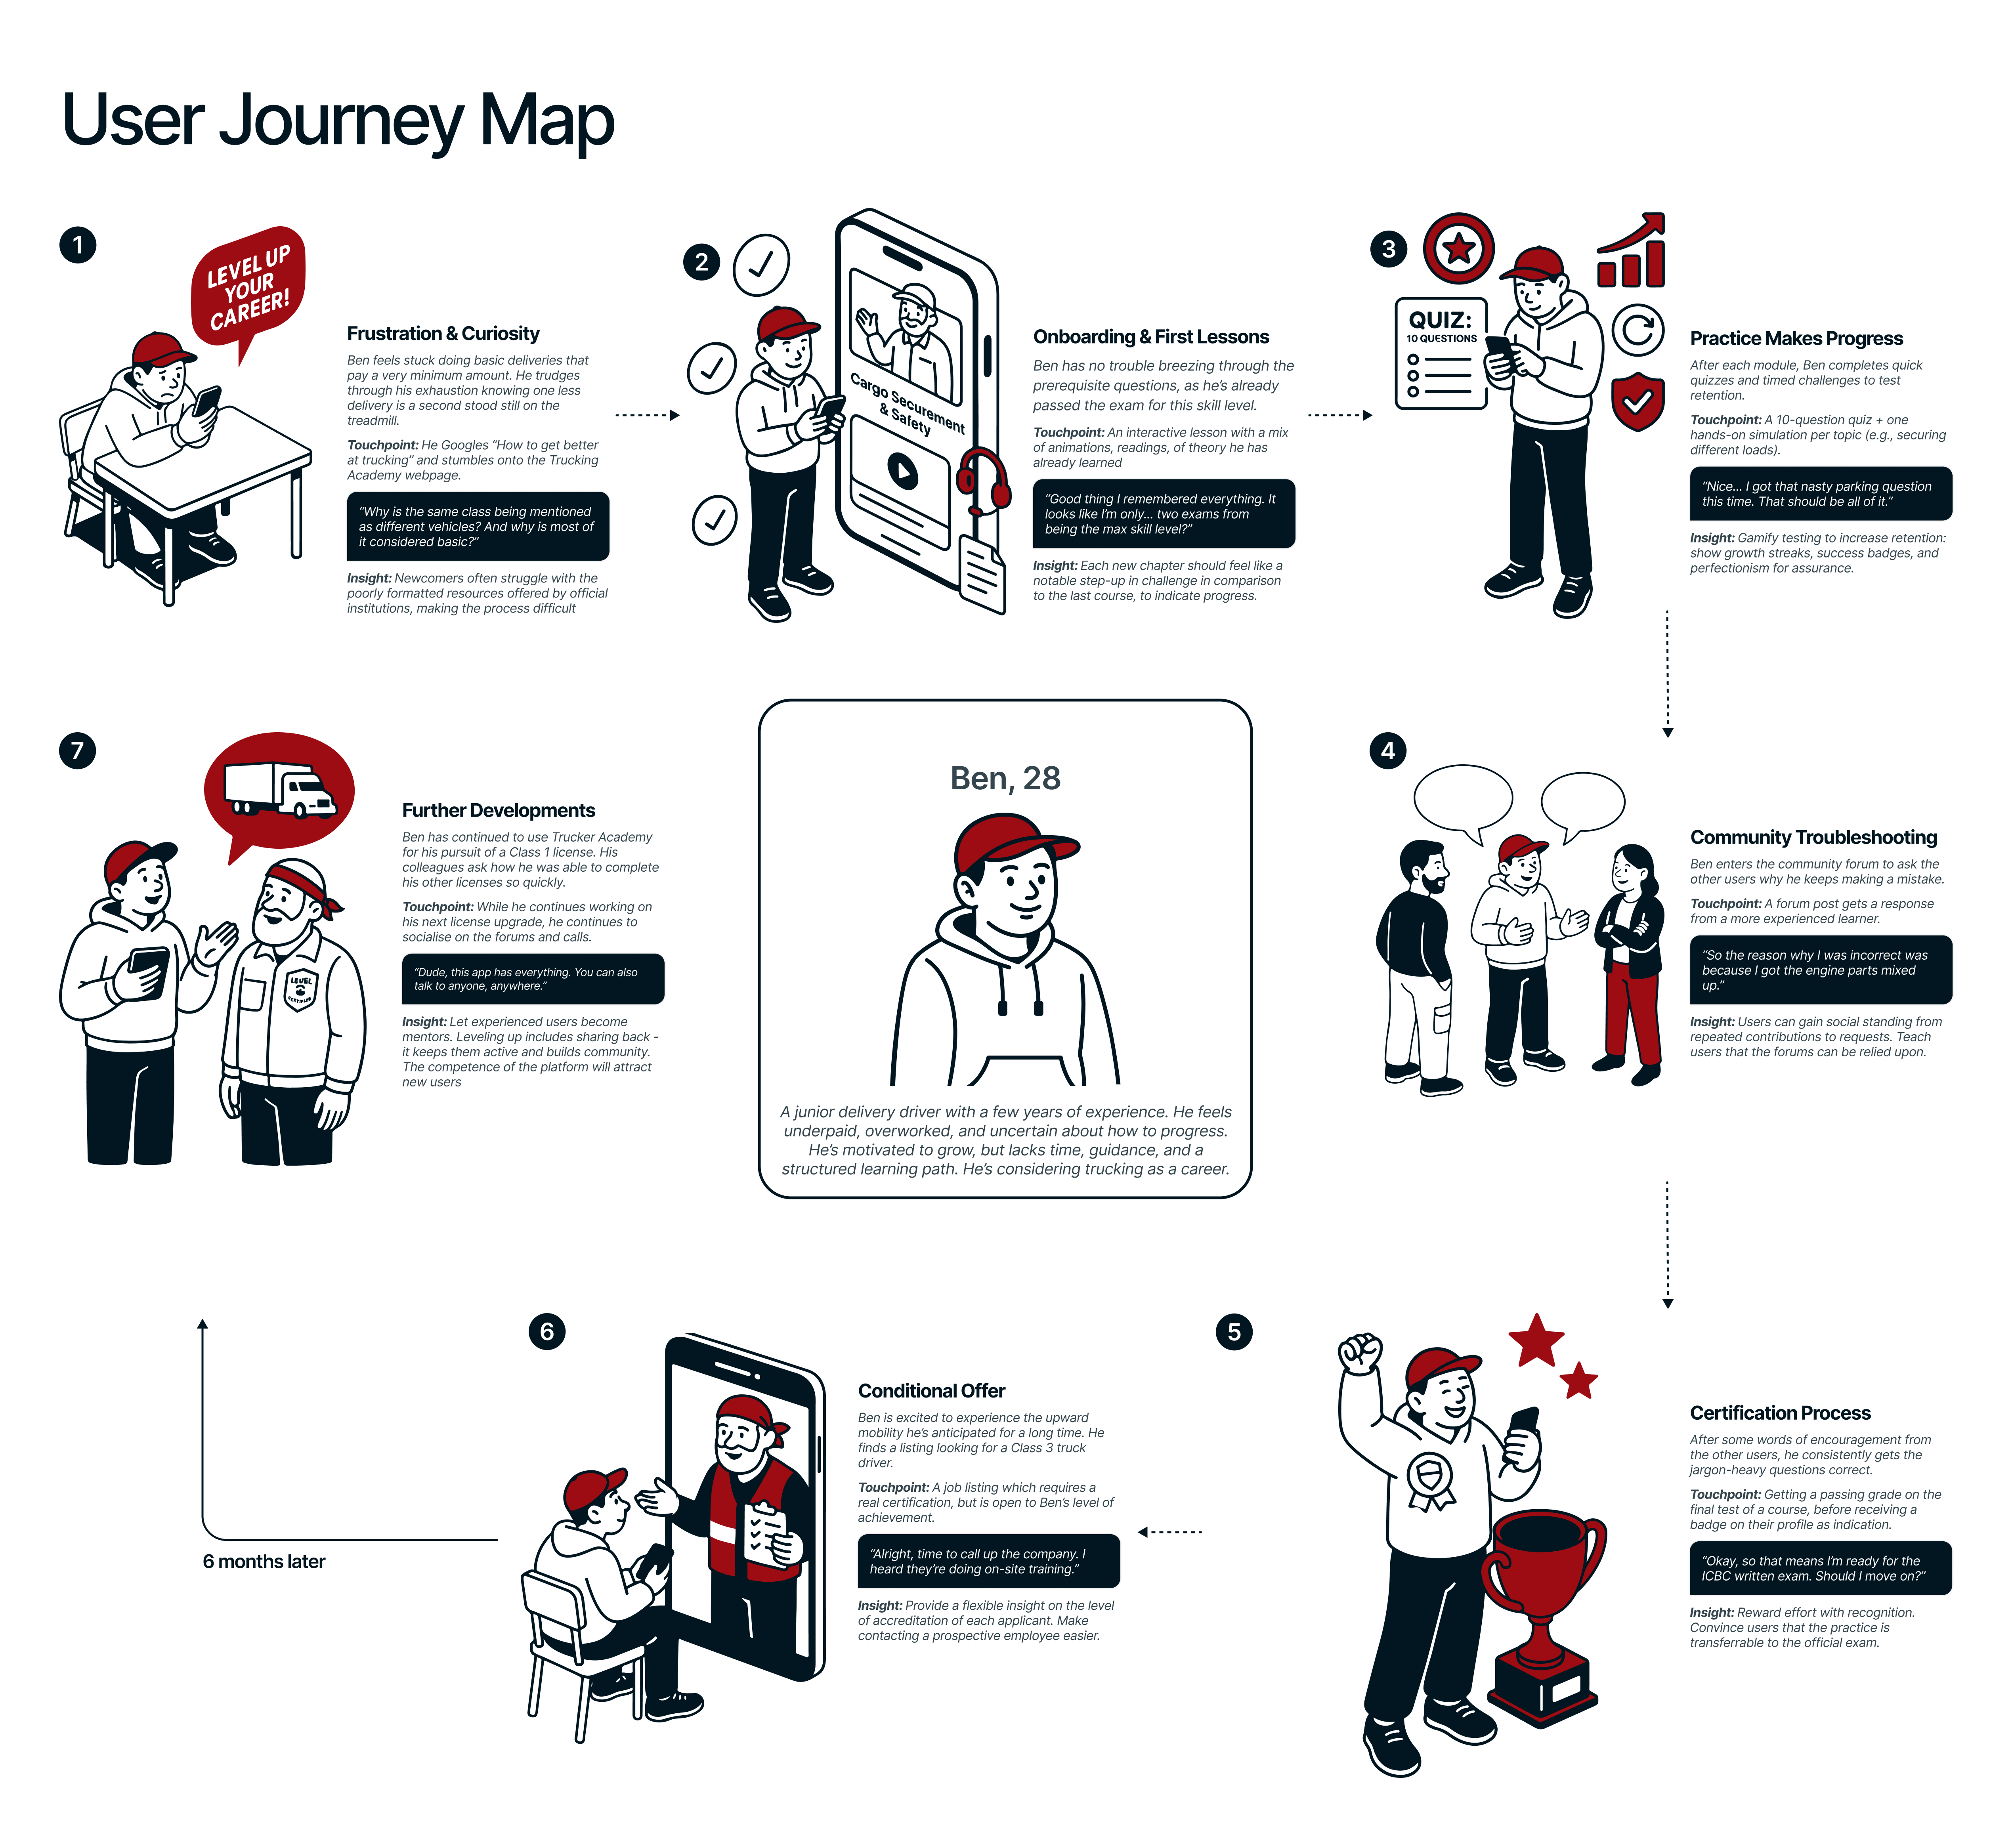 User Journey Map
1
LEVEL UP
YOUR
CAREER!
Frustration & Curiosity
Ben feels stuck doing basic deliveries that
pay a very minimum amount. He trudges
through his exhaustion knowing one less
delivery is a second stood still on the
treadmill.
Touchpoint: He Googles “How to get better
at trucking” and stumbles onto the Trucking
Academy webpage.
“Why is the same class being mentioned
as different vehicles? And why is most of
it considered basic?”
Insight: Newcomers often struggle with the
poorly formatted resources offered by official
institutions, making the process difficult
2
Cargo Securement
& Safety
Onboarding & First Lessons
Ben has no trouble breezing through the
prerequisite questions, as he’s already
passed the exam for this skill level.
Touchpoint: An interactive lesson with a mix
of animations, readings, of theory he has
already learned
“Good thing I remembered everything. It
looks like I’m only... two exams from
being the max skill level?”
Insight: Each new chapter should feel like a
notable step-up in challenge in comparison
to the last course, to indicate progress.
3
QUIZ:
10 QUESTIONS
Practice Makes Progress
After each module, Ben completes quick
quizzes and timed challenges to test
retention.
Touchpoint: A 10-question quiz + one
hands-on simulation per topic (e.g., securing
different loads).
“Nice... I got that nasty parking question
this time. That should be all of it.”
Insight: Gamify testing to increase retention:
show growth streaks, success badges, and
perfectionism for assurance.
4
Community Troubleshooting
Ben enters the community forum to ask the
other users why he keeps making a mistake.
Touchpoint: A forum post gets a response
from a more experienced learner.
“So the reason why I was incorrect was
because I got the engine parts mixed
up.”
Insight: Users can gain social standing from
repeated contributions to requests. Teach
users that the forums can be relied upon.
Ben, 28
A junior delivery driver with a few years of experience. He feels
underpaid, overworked, and uncertain about how to progress.
He’s motivated to grow, but lacks time, guidance, and a
structured learning path. He’s considering trucking as a career.
5
Certification Process
After some words of encouragement from
the other users, he consistently gets the
jargon-heavy questions correct.
Touchpoint: Getting a passing grade on the
final test of a course, before receiving a
badge on their profile as indication.
“Okay, so that means I’m ready for the
ICBC written exam. Should I move on?”
Insight: Reward effort with recognition.
Convince users that the practice is
transferrable to the official exam.
6
Conditional Offer
Ben is excited to experience the upward
mobility he’s anticipated for a long time. He
finds a listing looking for a Class 3 truck
driver.
Touchpoint: A job listing which requires a
real certification, but is open to Ben’s level of
achievement.
“Alright, time to call up the company. I
heard they’re doing on-site training.”
Insight: Provide a flexible insight on the level
of accreditation of each applicant. Make
contacting a prospective employee easier.
6 months later
7
LEVEL
CERTIFIED
Further Developments
Ben has continued to use Trucker Academy
for his pursuit of a Class 1 license. His
colleagues ask how he was able to complete
his other licenses so quickly.
Touchpoint: While he continues working on
his next license upgrade, he continues to
socialise on the forums and calls.
“Dude, this app has everything. You can also
talk to anyone, anywhere.”
Insight: Let experienced users become
mentors. Leveling up includes sharing back -
it keeps them active and builds community.
The competence of the platform will attract
new users